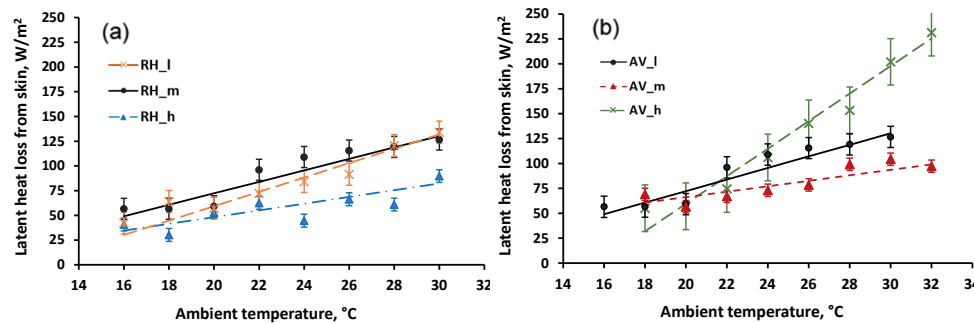 (a)
Latent heat loss from skin, W/m²
250
225
200
175
150
125
100
75
50
25
0
RH_l
RH_m
RH_h
14 16 18 20 22 24 26 28 30 32
Ambient temperature, °C
(b)
Latent heat loss from skin, W/m²
250
225
200
175
150
125
100
75
50
25
0
AV_l
AV_m
AV_h
14 16 18 20 22 24 26 28 30 32 34
Ambient temperature, °C